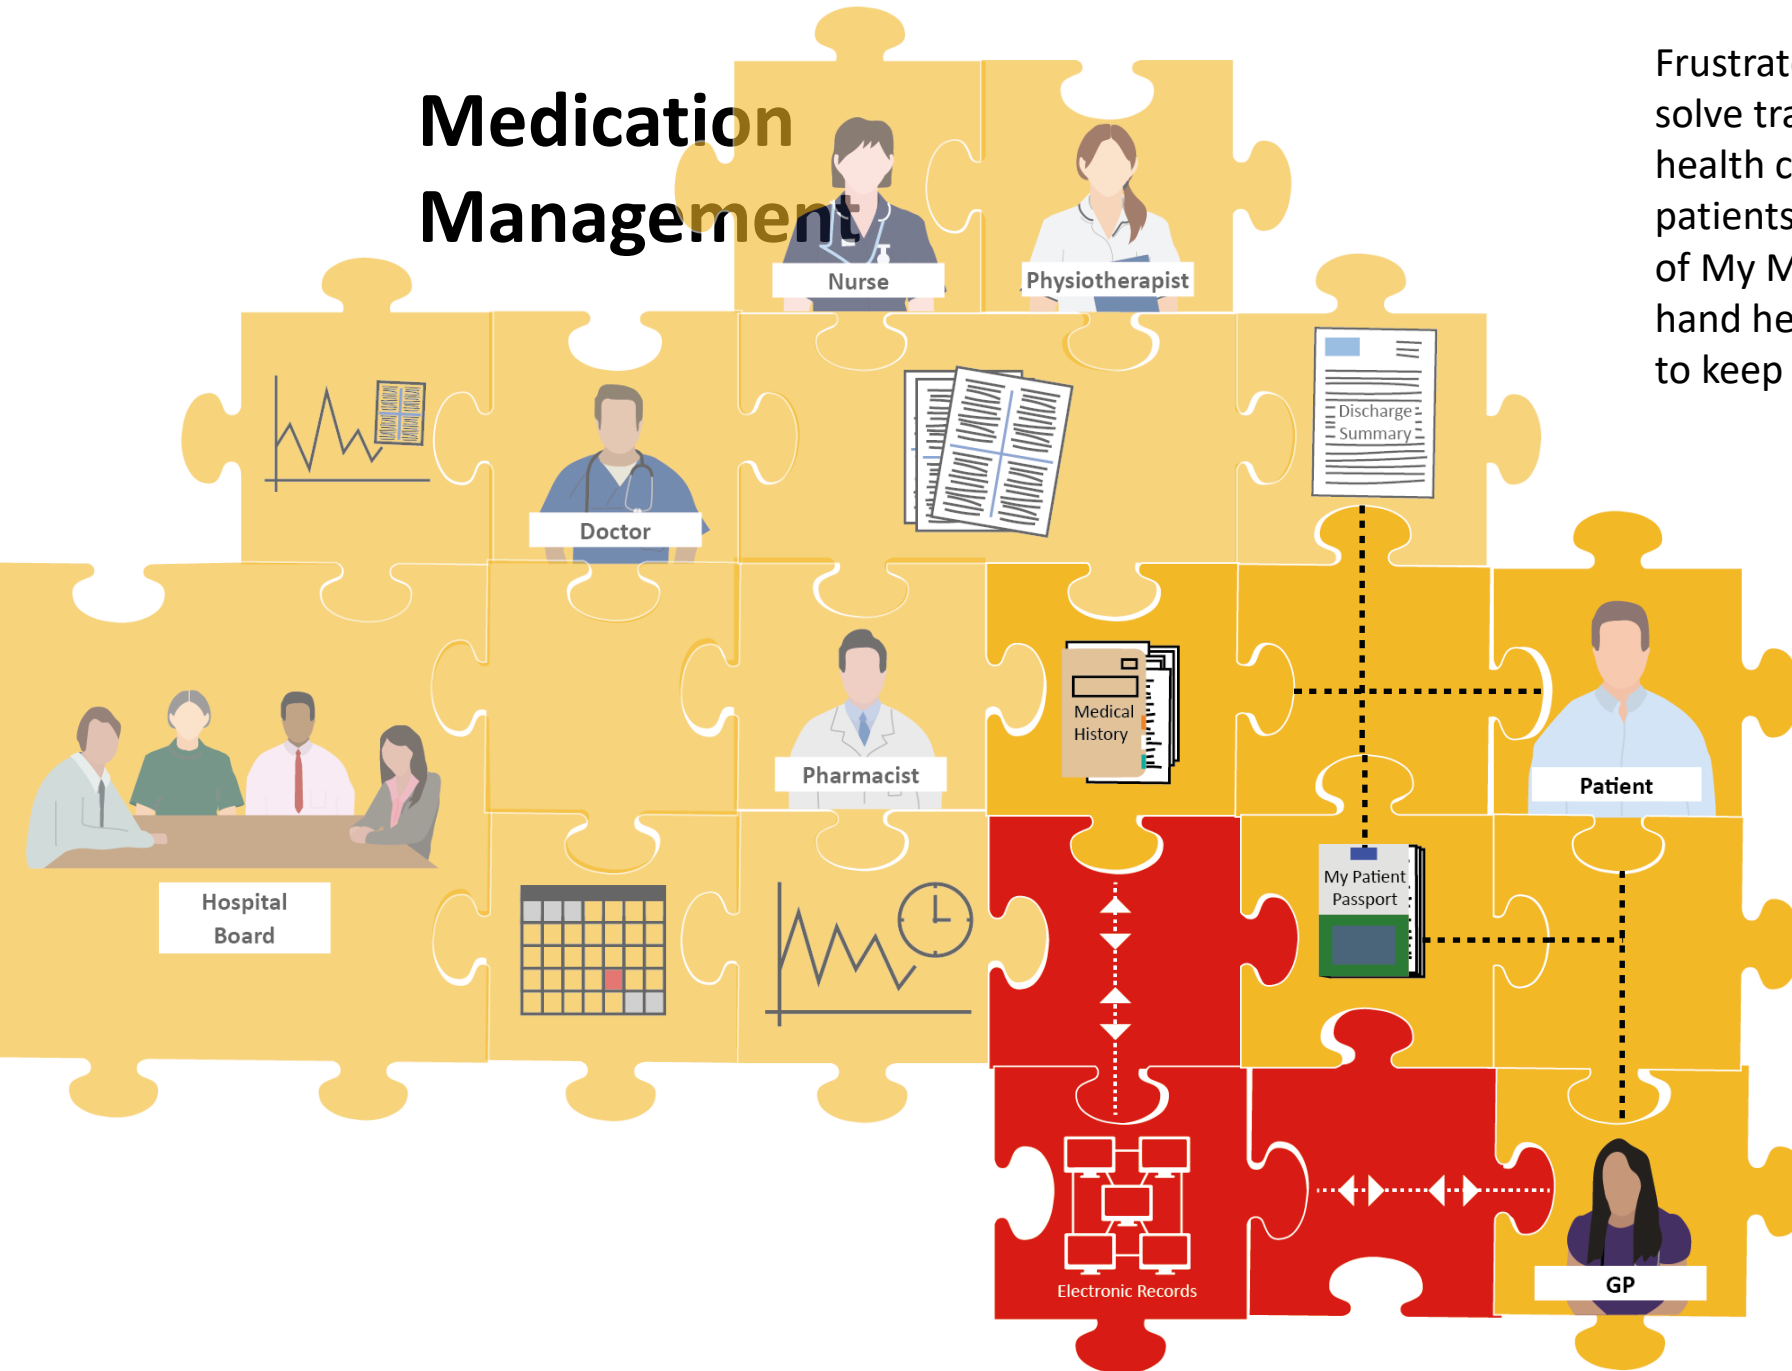 Medication
Management
Frustrat
solve tra
health c
patients
of My M
hand he
to keep
Nurse
Physiotherapist
Discharge
Summary
Doctor
Medical
History
Pharmacist
Patient
My Patient
Passport
Hospital
Board
Electronic Records
GP